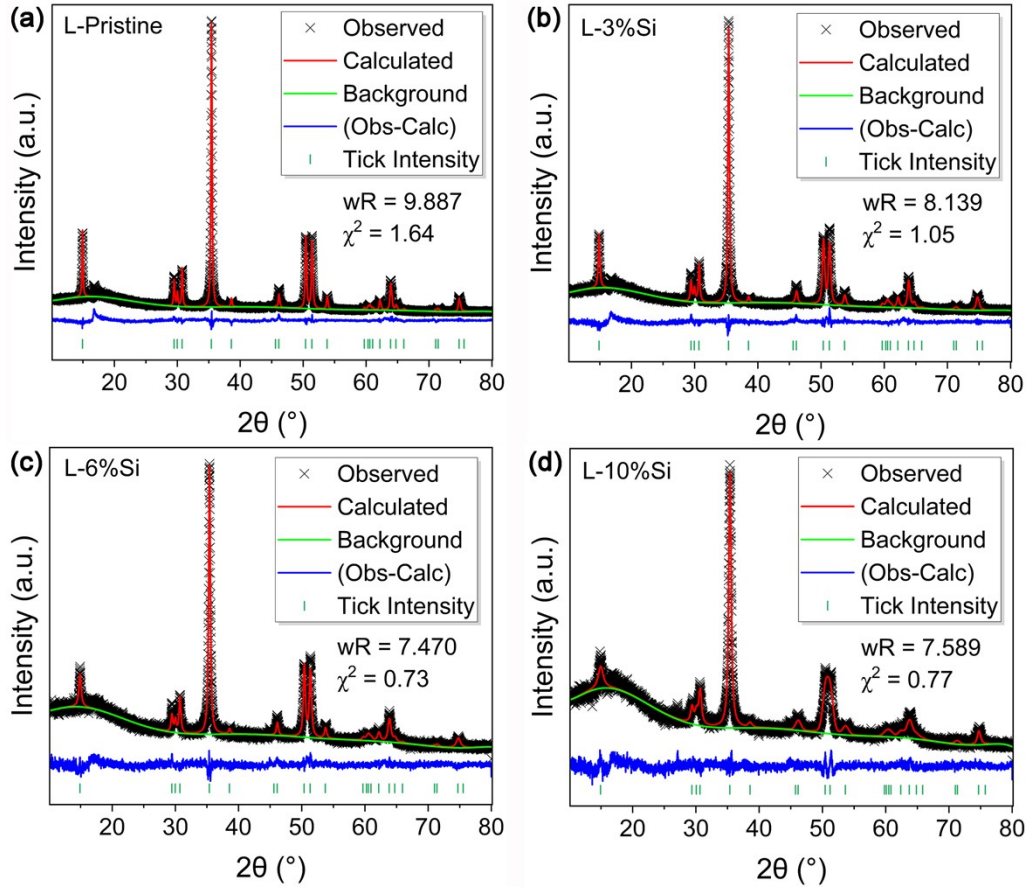 (a)
L-Pristine
Observed
Calculated
Background
(Obs-Calc)
Tick Intensity
wR = 9.887
χ² = 1.64
Intensity (a.u.)
20 30 40 50 60 70 80
2θ (°)
(b)
L-3%Si
Observed
Calculated
Background
(Obs-Calc)
Tick Intensity
wR = 8.139
χ² = 1.05
Intensity (a.u.)
20 30 40 50 60 70 80
2θ (°)
(c)
L-6%Si
Observed
Calculated
Background
(Obs-Calc)
Tick Intensity
wR = 7.470
χ² = 0.73
Intensity (a.u.)
20 30 40 50 60 70 80
2θ (°)
(d)
L-10%Si
Observed
Calculated
Background
(Obs-Calc)
Tick Intensity
wR = 7.589
χ² = 0.77
Intensity (a.u.)
20 30 40 50 60 70 80
2θ (°)